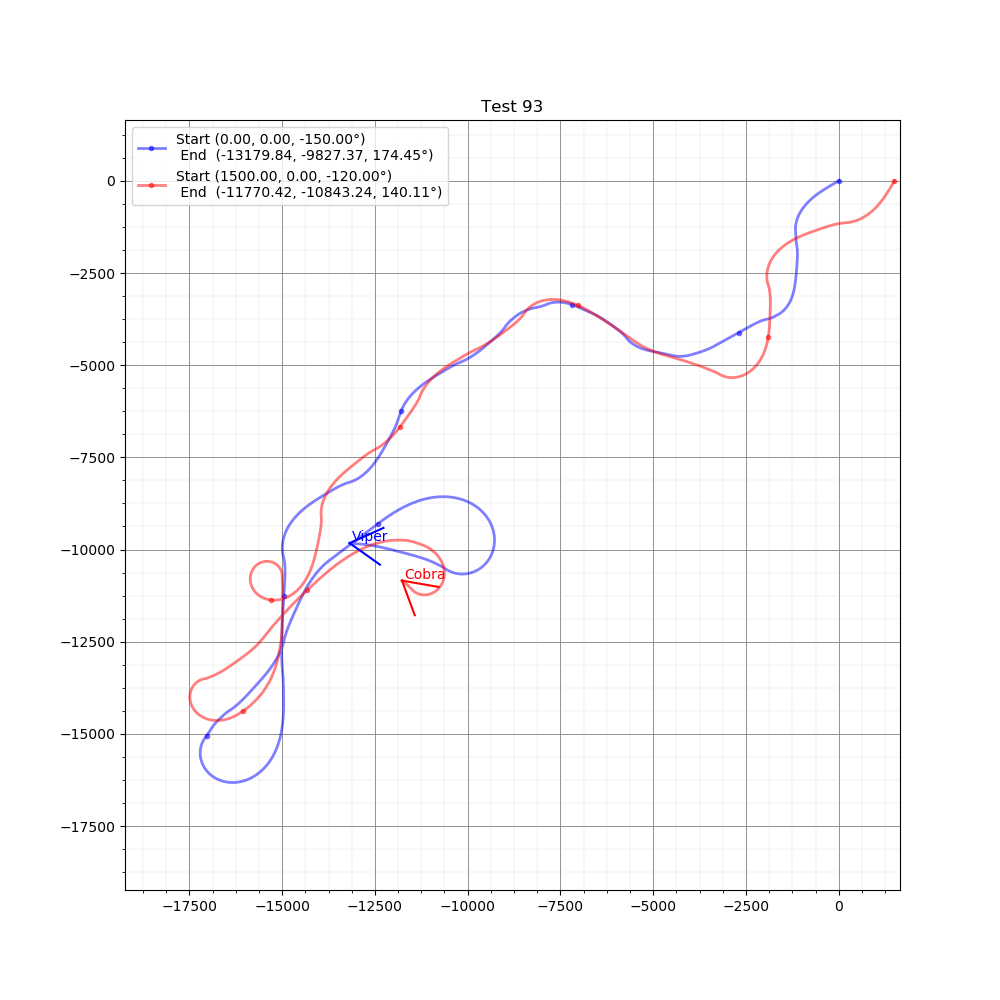 Test 93
Start (0.00, 0.00, -150.00°)
End  (-13179.84, -9827.37, 174.45°)
Start (1500.00, 0.00, -120.00°)
End  (-11770.42, -10843.24, 140.11°)
0
−2500
−5000
−7500
−10000
−12500
−15000
−17500
Viper
Cobra
−17500 −15000 −12500 −10000 −7500 −5000 −2500 0